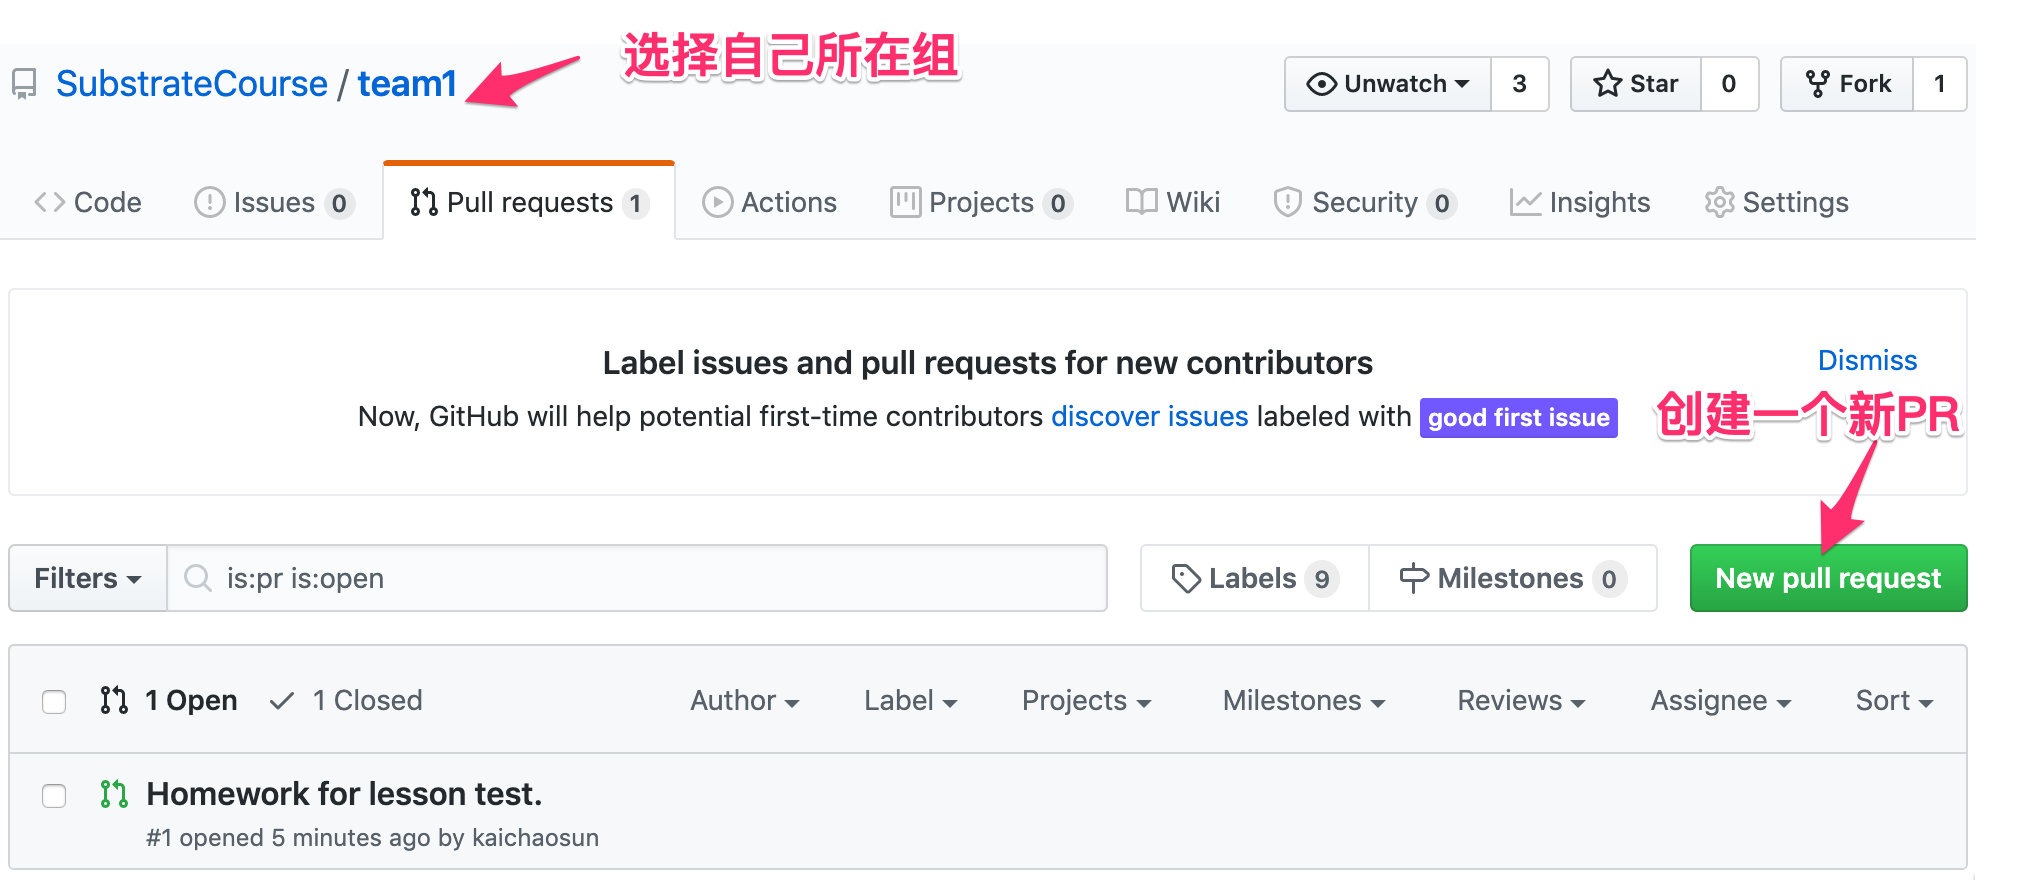 选择自己所在组
SubstrateCourse / team1
Unwatch 3 Star 0 Fork 1
Code Issues 0 Pull requests 1 Actions Projects 0 Wiki Security 0 Insights Settings
Label issues and pull requests for new contributors
Dismiss
Now, GitHub will help potential first-time contributors discover issues labeled with good first issue
创建一个新PR
Filters is:pr is:open Labels 9 Milestones 0 New pull request
1 Open 1 Closed Author Label Projects Milestones Reviews Assignee Sort
Homework for lesson test.
#1 opened 5 minutes ago by kaichaosun